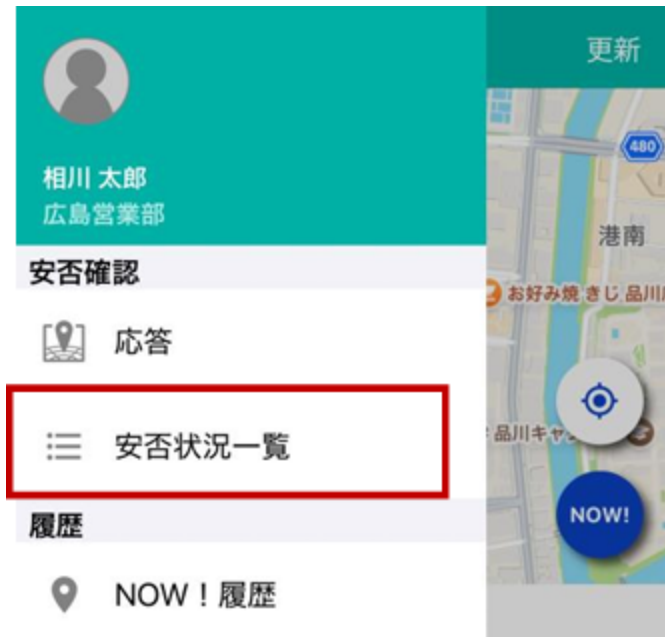 更新
相川 太郎
広島営業部
安否確認
応答
安否状況一覧
履歴
NOW！履歴
480
港南
お好み焼 きじ 品川
品川キャ
NOW!